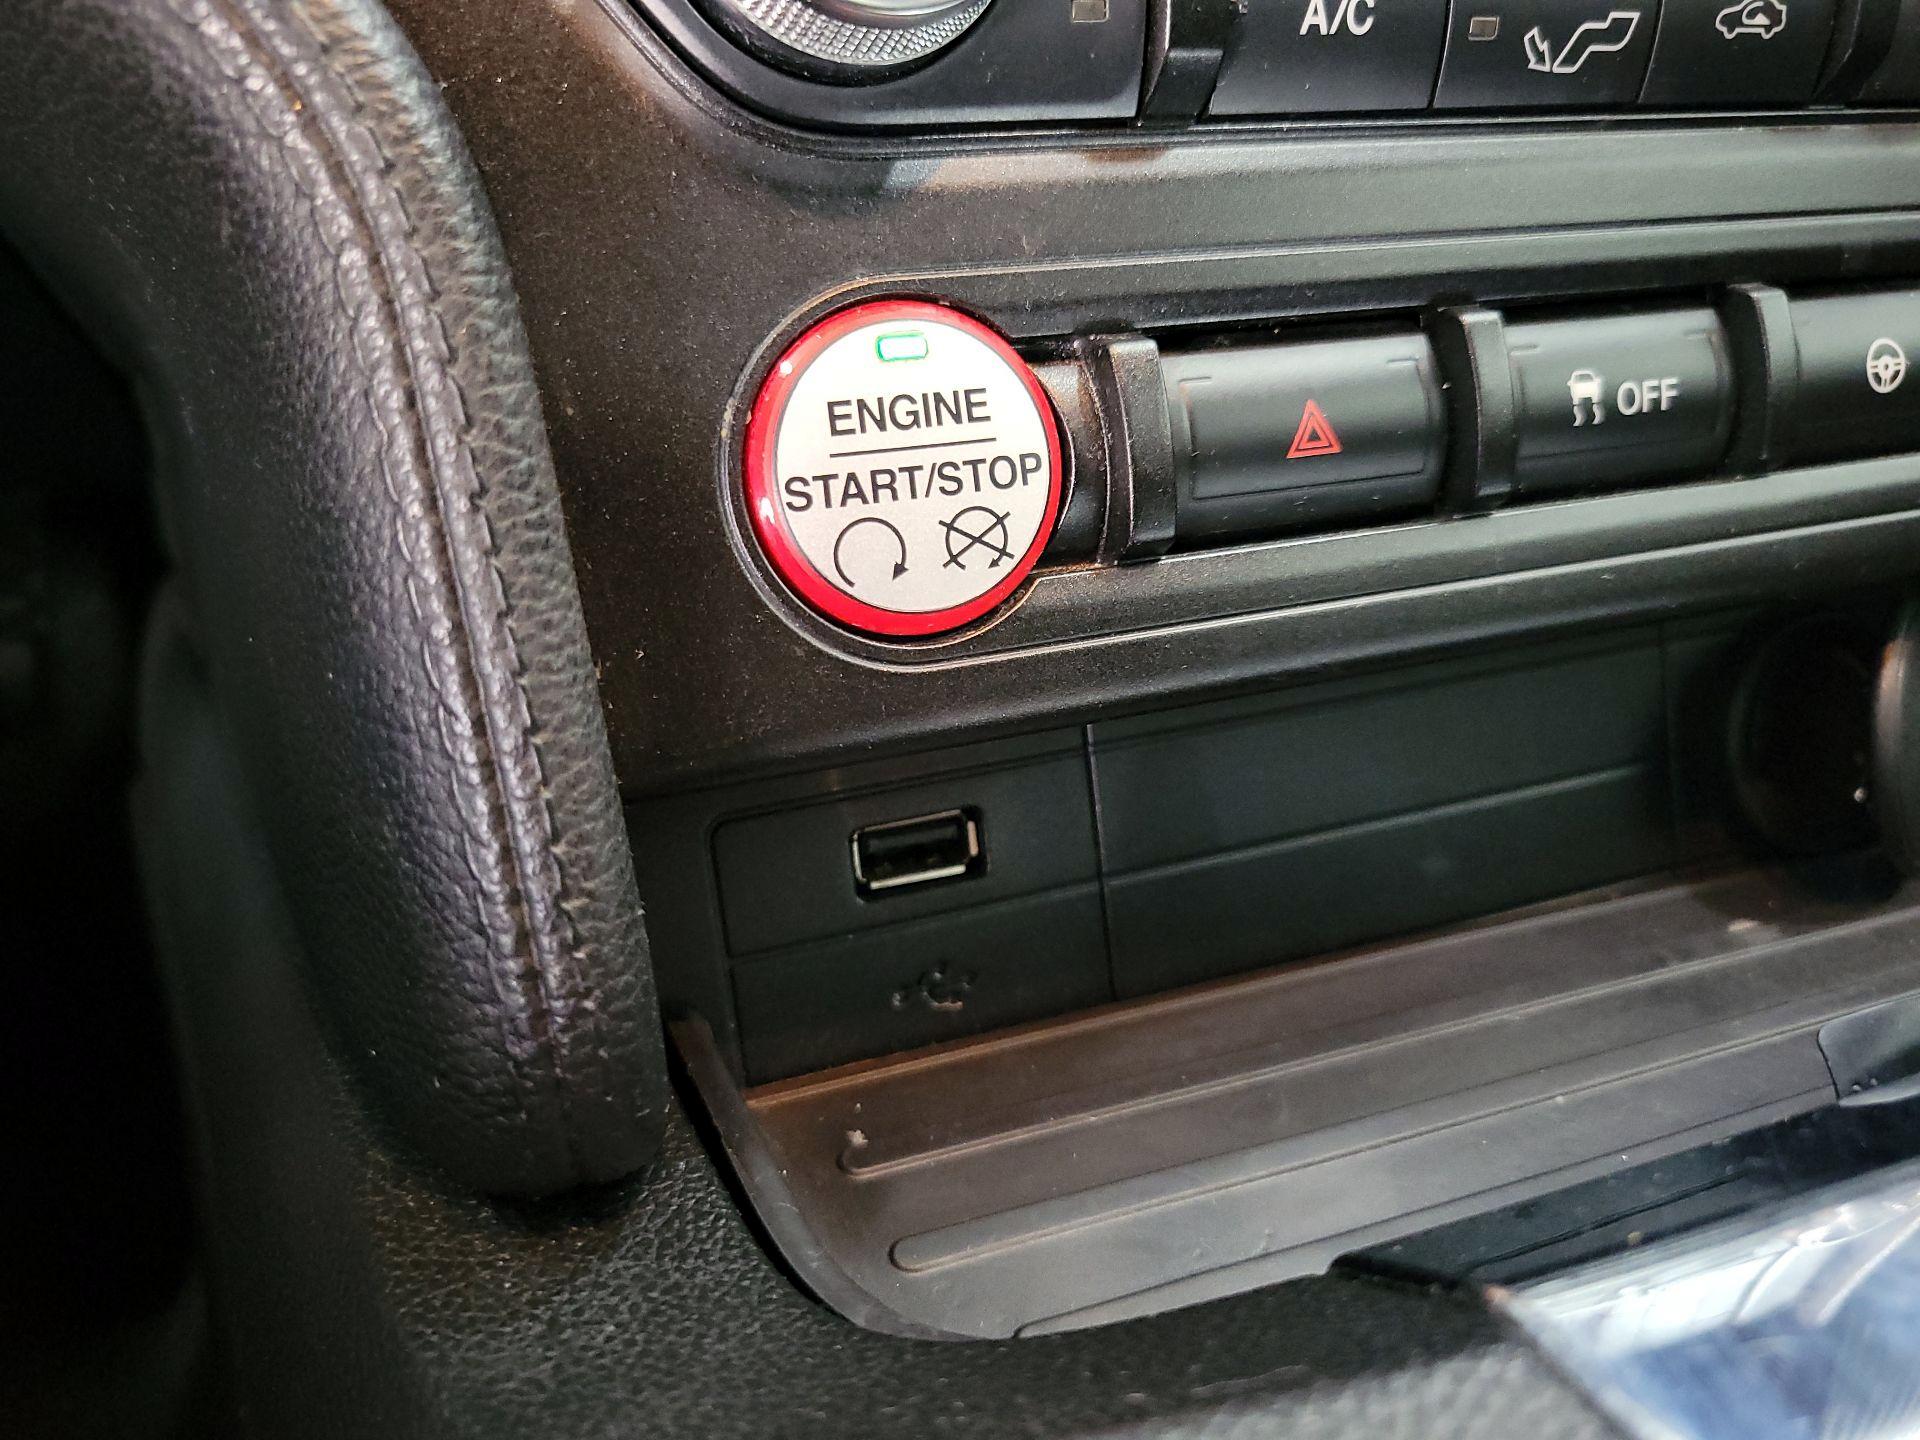 A/C
ENGINE
START/STOP
OFF